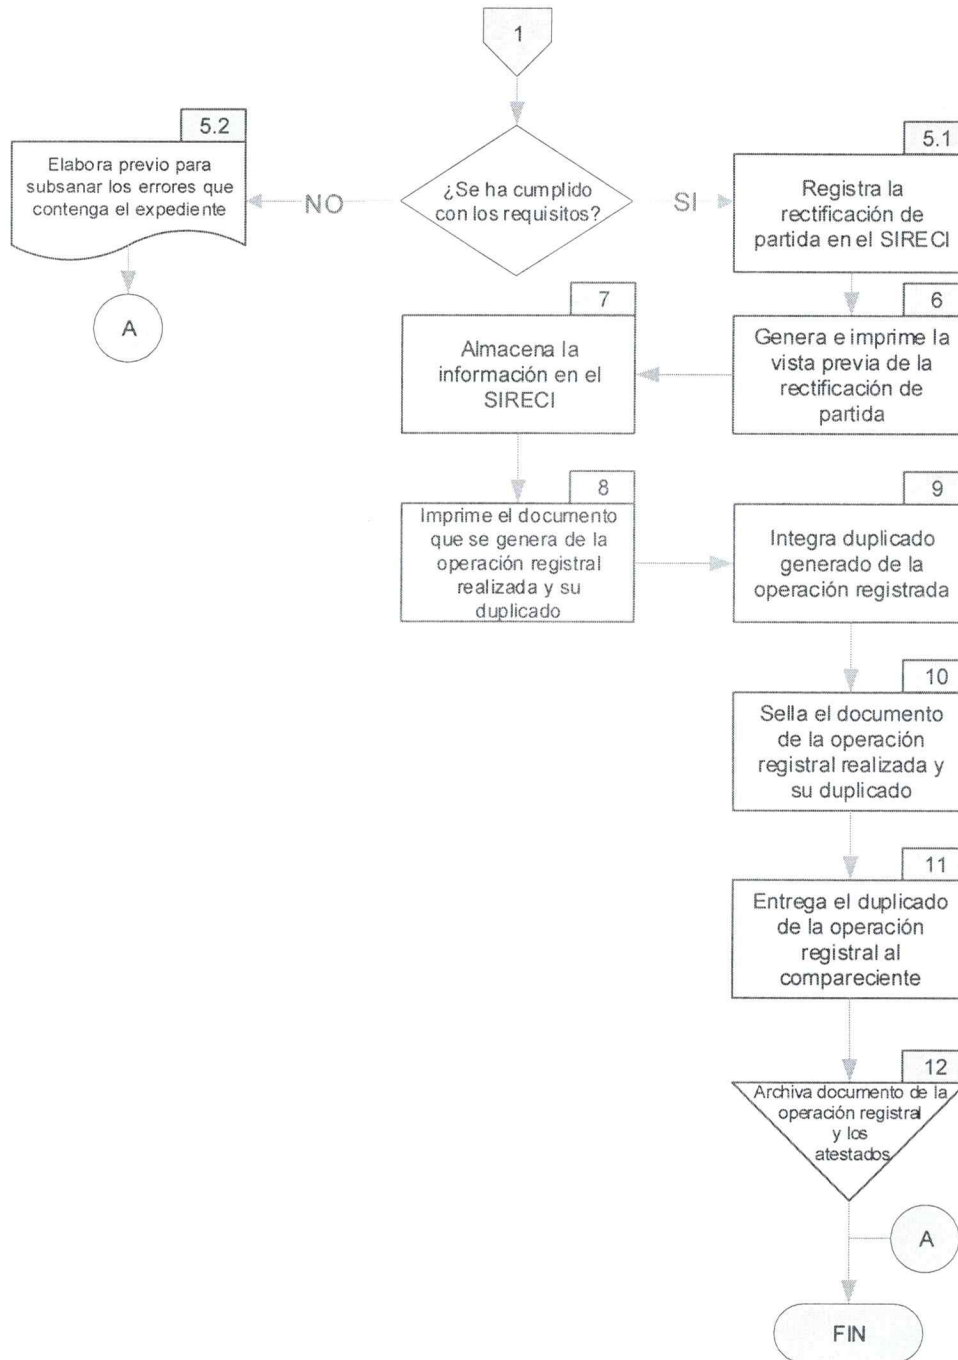 1
¿Se ha cumplido
con los requisitos?
NO
SI
5.2
Elabora previo para
subsanar los errores que
contenga el expediente
A
5.1
Registra la
rectificación de
partida en el SIRECI
6
Genera e imprime la
vista previa de la
rectificación de
partida
7
Almacena la
información en el
SIRECI
8
Imprime el documento
que se genera de la
operación registral
realizada y su
duplicado
9
Integra duplicado
generado de la
operación registrada
10
Sella el documento
de la operación
registral realizada y
su duplicado
11
Entrega el duplicado
de la operación
registral al
compareciente
12
Archiva documento de la
operación registral
y los
atestados
A
FIN